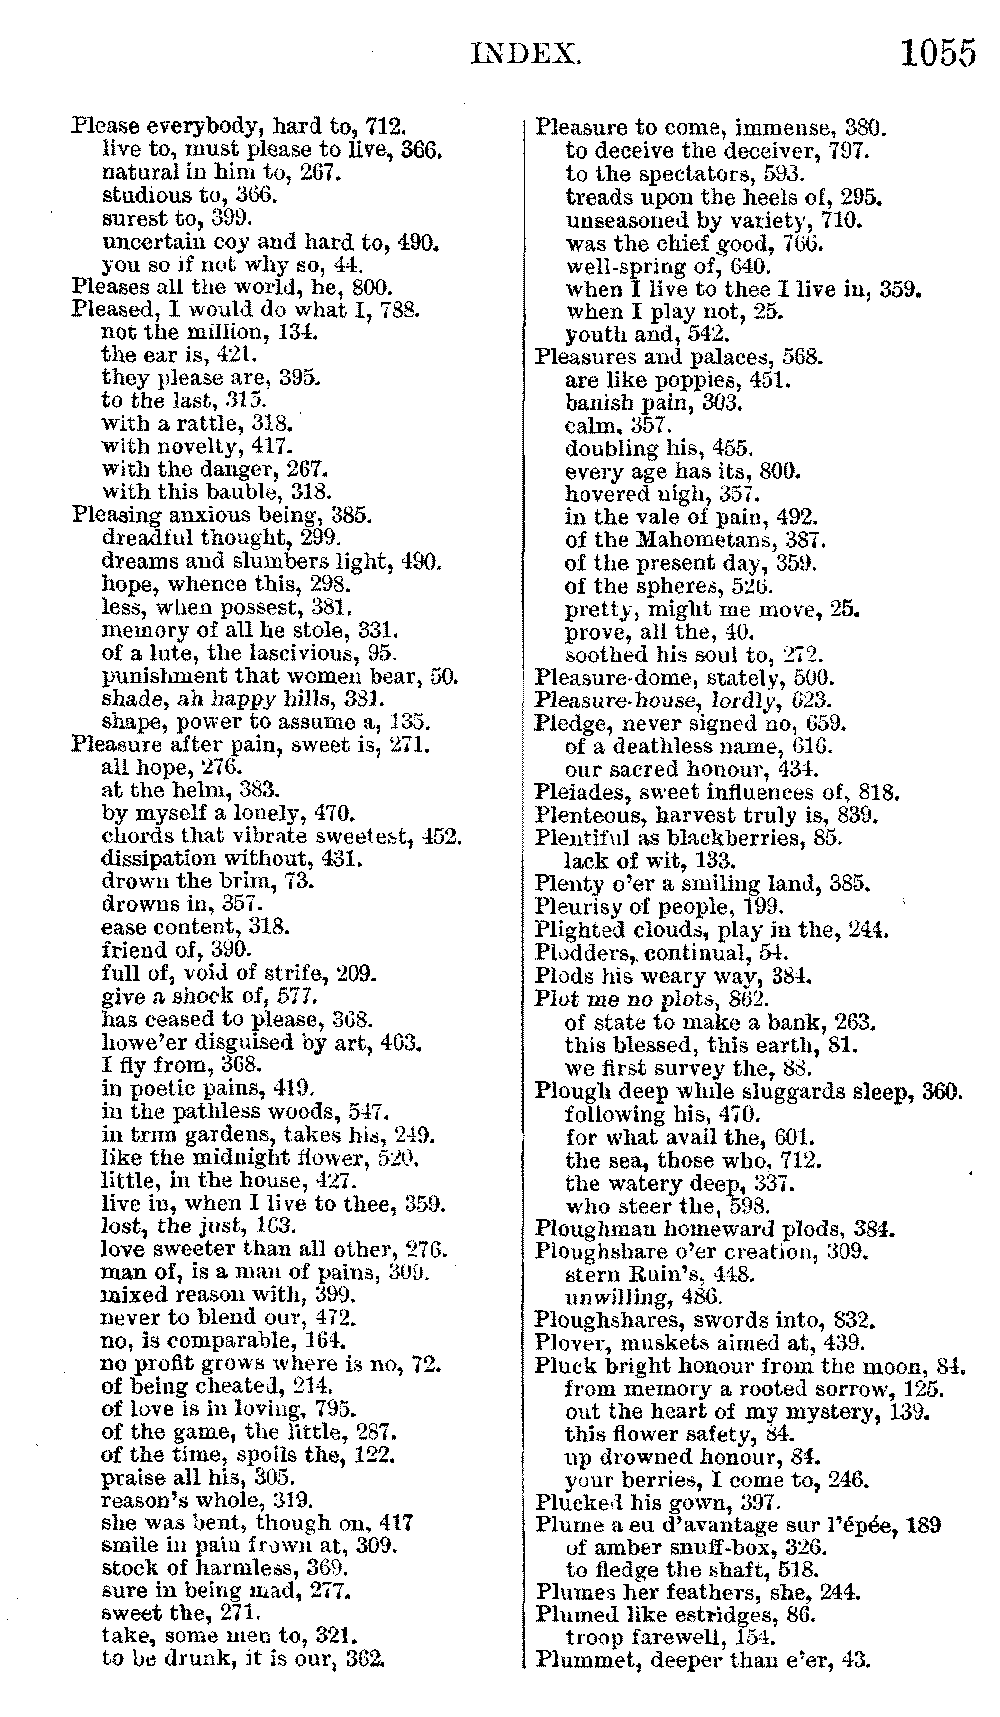 INDEX. 1055
Please everybody, hard to, 712.
live to, must please to live, 366.
natural in him to, 267.
studious to, 366.
surest to, 399.
uncertain coy and hard to, 490.
you so if not why so, 44.
Pleases all the world, he, 800.
Pleased, I would do what I, 788.
not the million, 134.
the ear is, 421.
they please are, 395.
to the last, 315.
with a rattle, 318.
with novelty, 417.
with the danger, 267.
with this bauble, 318.
Pleasing anxious being, 385.
dreadful thought, 299.
dreams and slumbers light, 490.
hope, whence this, 298.
less, when possest, 381.
memory of all he stole, 331.
of a lute, the lascivious, 95.
punishment that women bear, 50.
shade, ah happy hills, 381.
shape, power to assume a, 135.
Pleasure after pain, sweet is, 271.
all hope, 276.
at the helm, 383.
by myself a lonely, 470.
chords that vibrate sweetest, 452.
dissipation without, 431.
drown the brim, 73.
drowns in, 357.
ease content, 318.
friend of, 390.
full of, void of strife, 209.
give a shock of, 577.
has ceased to please, 368.
howe'er disguised by art, 463.
I fly from, 368.
in poetic pains, 419.
in the pathless woods, 547.
in trim gardens, takes his, 249.
like the midnight flower, 520.
little, in the house, 427.
live in, when I live to thee, 359.
lost, the just, 163.
love sweeter than all other, 276.
man of, is a man of pains, 309.
mixed reason with, 399.
never to blend our, 472.
no, is comparable, 164.
no profit grows where is no, 72.
of being cheated, 214.
of love is in loving, 795.
of the game, the little, 287.
of the time, spoils the, 122.
praise all his, 305.
reason's whole, 319.
she was bent, though on, 417
smile in pain frown at, 309.
stock of harmless, 369.
sure in being mad, 277.
sweet the, 271.
take, some men to, 321.
to be drunk, it is our, 362.
Pleasure to come, immense, 380.
to deceive the deceiver, 797.
to the spectators, 593.
treads upon the heels of, 295.
unseasoned by variety, 710.
was the chief good, 766.
well-spring of, 640.
when I live to thee I live in, 359.
when I play not, 25.
youth and, 542.
Pleasures and palaces, 568.
are like poppies, 451.
banish pain, 303.
calm, 357.
doubling his, 455.
every age has its, 800.
hovered nigh, 357.
in the vale of pain, 492.
of the Mahometans, 387.
of the present day, 359.
of the spheres, 526.
pretty, might me move, 25.
prove, all the, 40.
soothed his soul to, 272.
Pleasure-dome, stately, 500.
Pleasure-house, lordly, 623.
Pledge, never signed no, 659.
of a deathless name, 616.
our sacred honour, 434.
Pleiades, sweet influences of, 818.
Plenteous, harvest truly is, 839.
Plentiful as blackberries, 85.
lack of wit, 133.
Plenty o'er a smiling land, 385.
Pleurisy of people, 199.
Plighted clouds, play in the, 244.
Plodders, continual, 54.
Plods his weary way, 384.
Plot me no plots, 862.
of state to make a bank, 263.
this blessed, this earth, 81.
we first survey the, 88.
Plough deep while sluggards sleep, 360.
following his, 470.
for what avail the, 601.
the sea, those who, 712.
the watery deep, 337.
who steer the, 598.
Ploughman homeward plods, 384.
Ploughshare o'er creation, 309.
stern Ruin's, 448.
unwilling, 486.
Ploughshares, swords into, 832.
Plover, muskets aimed at, 439.
Pluck bright honour from the moon, 84.
from memory a rooted sorrow, 125.
out the heart of my mystery, 139.
this flower safety, 84.
up drowned honour, 84.
your berries, I come to, 246.
Plucked his gown, 397.
Plume a eu d'avantage sur l'épée, 189
of amber snuff-box, 326.
to fledge the shaft, 518.
Plumes her feathers, she, 244.
Plumed like estridges, 86.
troop farewell, 154.
Plummet, deeper than e'er, 43.